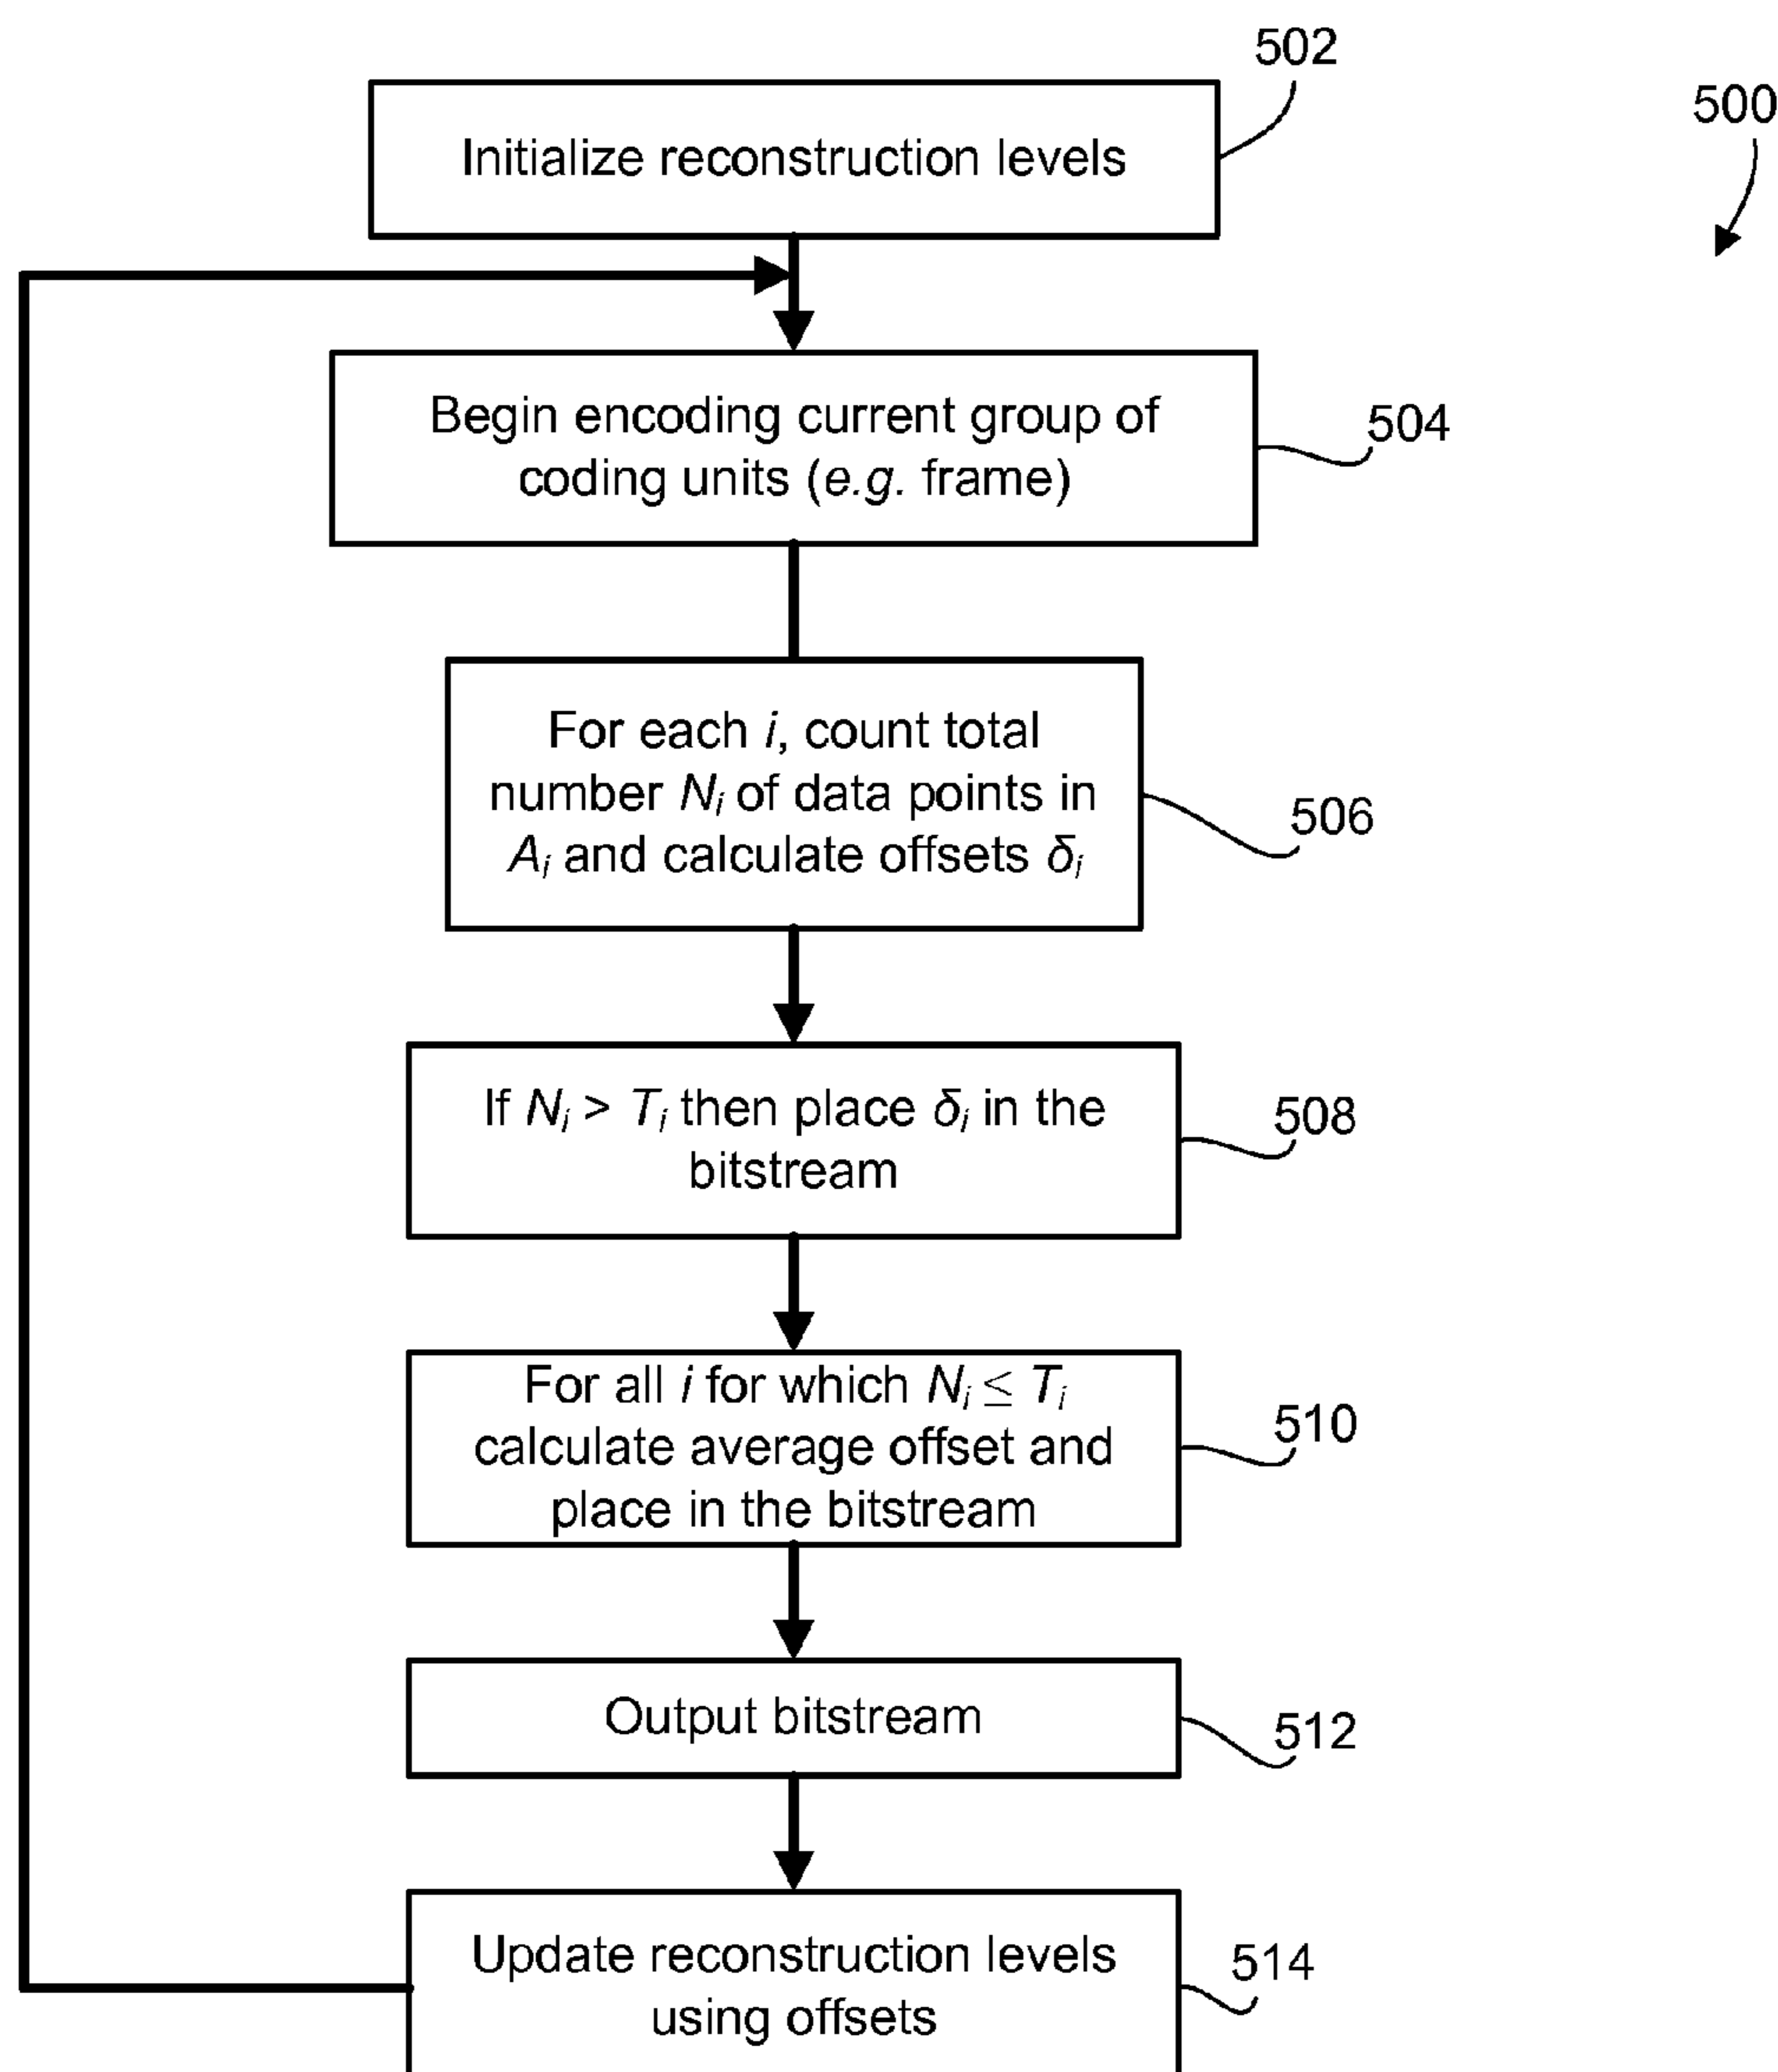 502
500
Initialize reconstruction levels
Begin encoding current group of
coding units (e.g. frame)
504
For each i, count total
number Nᵢ of data points in
Aᵢ and calculate offsets δᵢ
506
If Nᵢ > Tᵢ then place δᵢ in the
bitstream
508
For all i for which Nᵢ ≤ Tᵢ
calculate average offset and
place in the bitstream
510
Output bitstream
512
Update reconstruction levels
using offsets
514